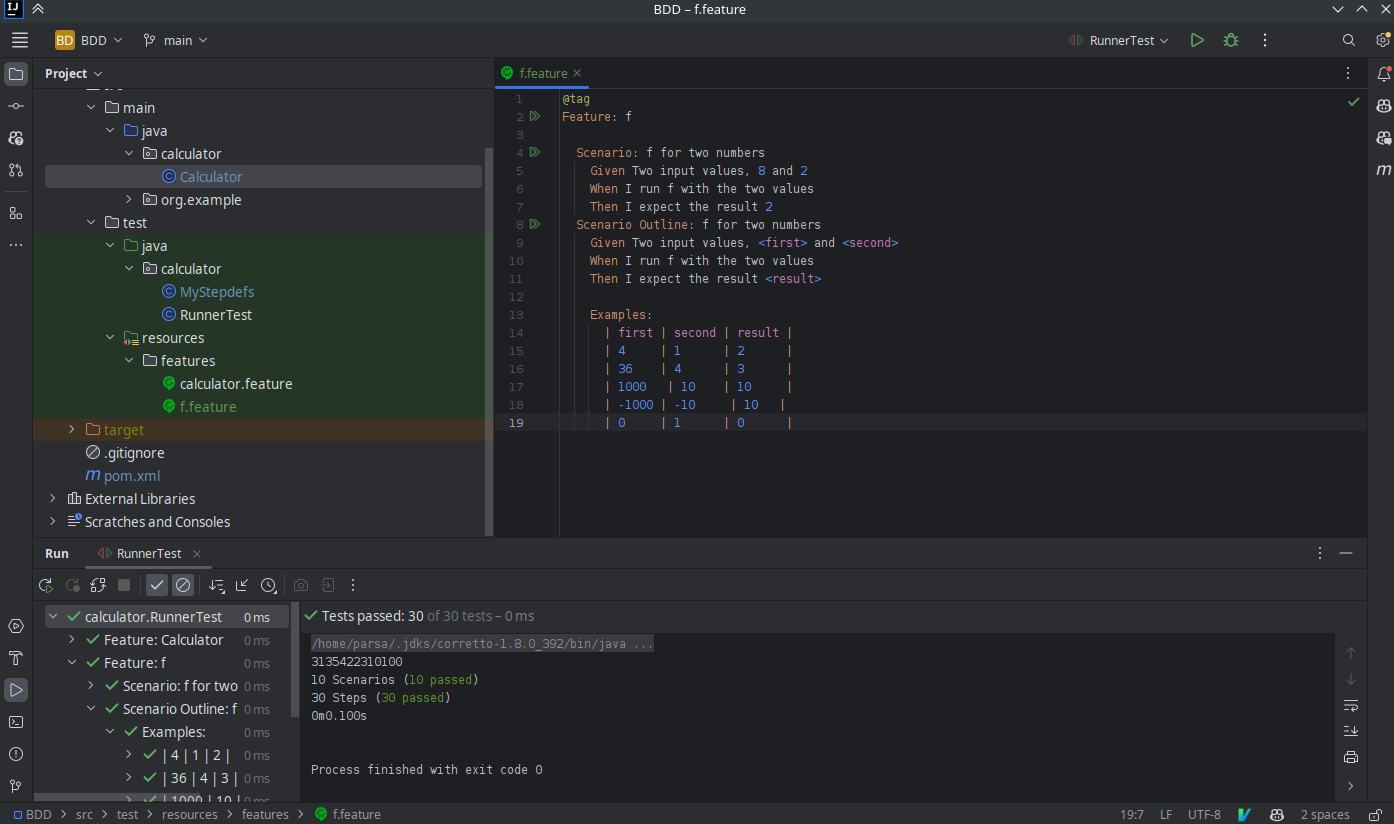 BDD – f.feature
BD BDD main RunnerTest
Project
main
java
calculator
Calculator
org.example
test
java
calculator
MyStepdefs
RunnerTest
resources
features
calculator.feature
f.feature
target
.gitignore
pom.xml
External Libraries
Scratches and Consoles
f.feature
1 @tag
2 Feature: f
3
4 Scenario: f for two numbers
5 Given Two input values, 8 and 2
6 When I run f with the two values
7 Then I expect the result 2
8 Scenario Outline: f for two numbers
9 Given Two input values, <first> and <second>
10 When I run f with the two values
11 Then I expect the result <result>
12
13 Examples:
14 | first | second | result |
15 | 4 | 1 | 2 |
16 | 36 | 4 | 3 |
17 | 1000 | 10 | 10 |
18 | -1000 | -10 | 10 |
19 | 0 | 1 | 0 |
Run RunnerTest
calculator.RunnerTest 0 ms
Feature: Calculator 0 ms
Feature: f 0 ms
Scenario: f for two 0 ms
Scenario Outline: f 0 ms
Examples: 0 ms
| 4 | 1 | 2 | 0 ms
| 36 | 4 | 3 | 0 ms
| 1000 | 10 | 0 ms
Tests passed: 30 of 30 tests – 0 ms
/home/parsa/.jdks/corretto-1.8.0_392/bin/java ...
3135422310100
10 Scenarios (10 passed)
30 Steps (30 passed)
0m0.100s
Process finished with exit code 0
BDD > src > test > resources > features > f.feature
19:7 LF UTF-8 2 spaces